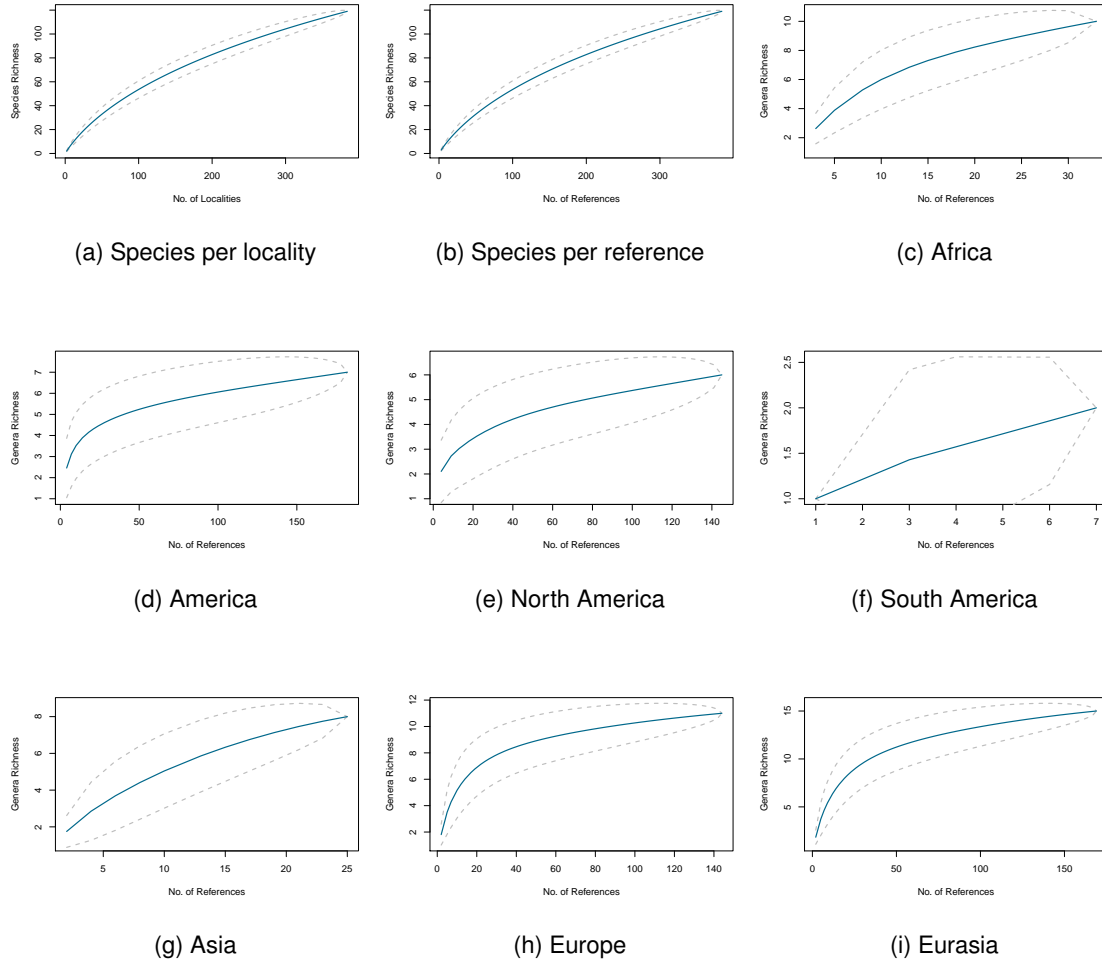 Species Richness
0 20 40 60 80 100
0 100 200 300
No. of Localities
(a) Species per locality
Species Richness
0 20 40 60 80 100
0 100 200 300
No. of References
(b) Species per reference
Genera Richness
2 4 6 8 10
5 10 15 20 25 30
No. of References
(c) Africa
Genera Richness
1 2 3 4 5 6 7
0 50 100 150
No. of References
(d) America
Genera Richness
1 2 3 4 5 6
0 20 40 60 80 100 120 140
No. of References
(e) North America
Genera Richness
1.0 1.5 2.0 2.5
1 2 3 4 5 6 7
No. of References
(f) South America
Genera Richness
2 4 6 8
5 10 15 20 25
No. of References
(g) Asia
Genera Richness
2 4 6 8 10 12
0 20 40 60 80 100 120 140
No. of References
(h) Europe
Genera Richness
5 10 15
0 50 100 150
No. of References
(i) Eurasia